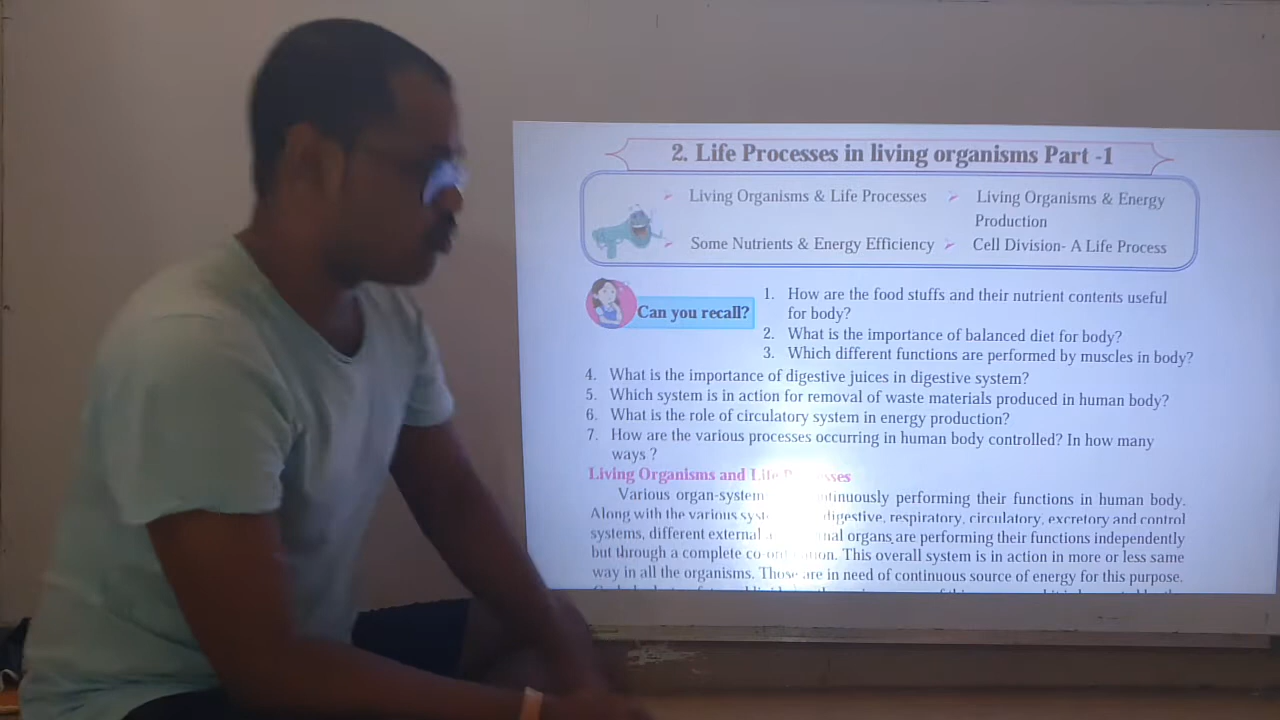 2. Life Processes in living organisms Part -1
Living Organisms & Life Processes
Living Organisms & Energy
Production
Some Nutrients & Energy Efficiency
Cell Division- A Life Process
Can you recall?
1. How are the food stuffs and their nutrient contents useful
for body?
2. What is the importance of balanced diet for body?
3. Which different functions are performed by muscles in body?
4. What is the importance of digestive juices in digestive system?
5. Which system is in action for removal of waste materials produced in human body?
6. What is the role of circulatory system in energy production?
7. How are the various processes occurring in human body controlled? In how many
ways ?
Living Organisms and Life
Various organ-system performing their functions in human body.
Along with the various digestive, respiratory, circulatory, excretory and control
systems, different external organs are performing their functions independently
but through a complete This overall system is in action in more or less same
way in all the organisms. Those are in need of continuous source of energy for this purpose.